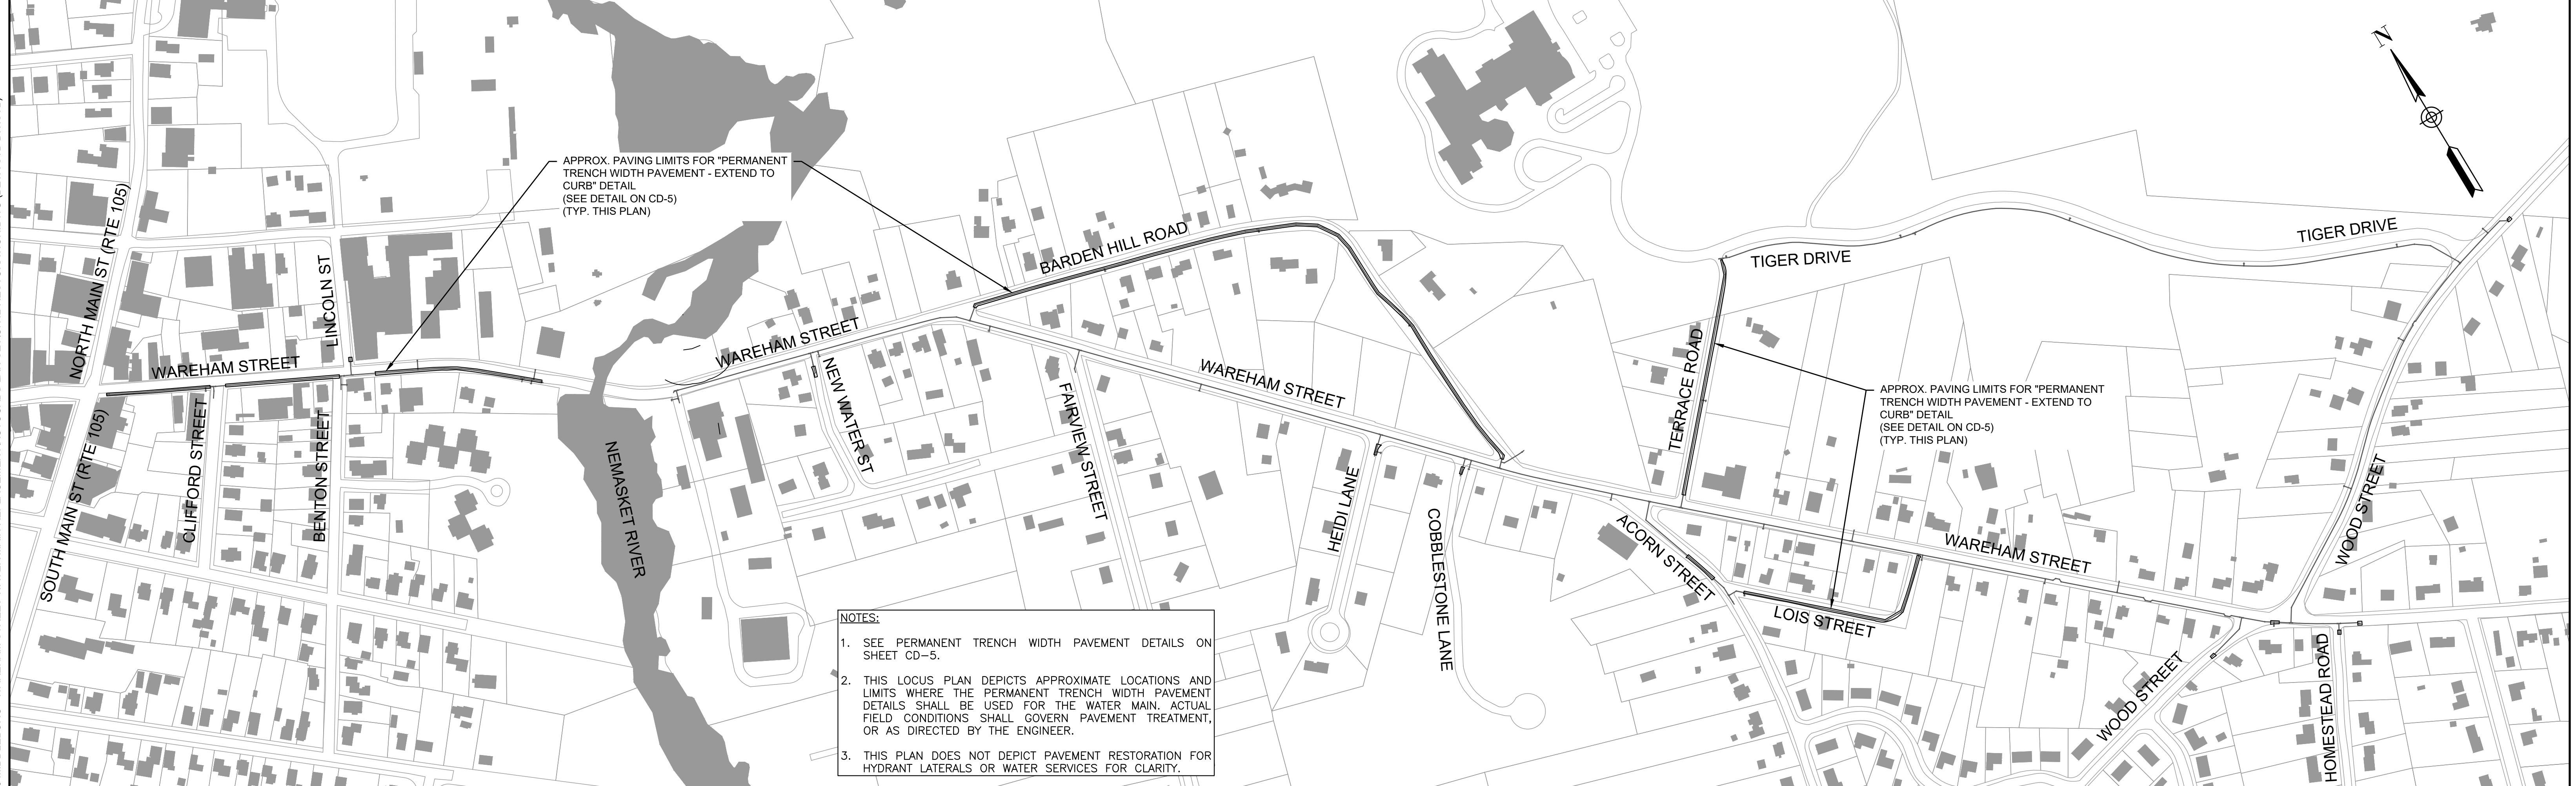 N
APPROX. PAVING LIMITS FOR "PERMANENT
TRENCH WIDTH PAVEMENT - EXTEND TO
CURB" DETAIL
(SEE DETAIL ON CD-5)
(TYP. THIS PLAN)
NORTH MAIN ST (RTE 105)
SOUTH MAIN ST (RTE 105)
WAREHAM STREET
LINCOLN ST
CLIFFORD STREET
BENTON STREET
NEMASKET RIVER
WAREHAM STREET
NEW WATER ST
BARDEN HILL ROAD
FAIRVIEW STREET
WAREHAM STREET
HEIDI LANE
COBBLESTONE LANE
TERRACE ROAD
TIGER DRIVE
TIGER DRIVE
APPROX. PAVING LIMITS FOR "PERMANENT
TRENCH WIDTH PAVEMENT - EXTEND TO
CURB" DETAIL
(SEE DETAIL ON CD-5)
(TYP. THIS PLAN)
ACORN STREET
LOIS STREET
WAREHAM STREET
WOOD STREET
WOOD STREET
HOMESTEAD ROAD
NOTES:
1. SEE PERMANENT TRENCH WIDTH PAVEMENT DETAILS ON
SHEET CD-5.
2. THIS LOCUS PLAN DEPICTS APPROXIMATE LOCATIONS AND
LIMITS WHERE THE PERMANENT TRENCH WIDTH PAVEMENT
DETAILS SHALL BE USED FOR THE WATER MAIN. ACTUAL
FIELD CONDITIONS SHALL GOVERN PAVEMENT TREATMENT,
OR AS DIRECTED BY THE ENGINEER.
3. THIS PLAN DOES NOT DEPICT PAVEMENT RESTORATION FOR
HYDRANT LATERALS OR WATER SERVICES FOR CLARITY.